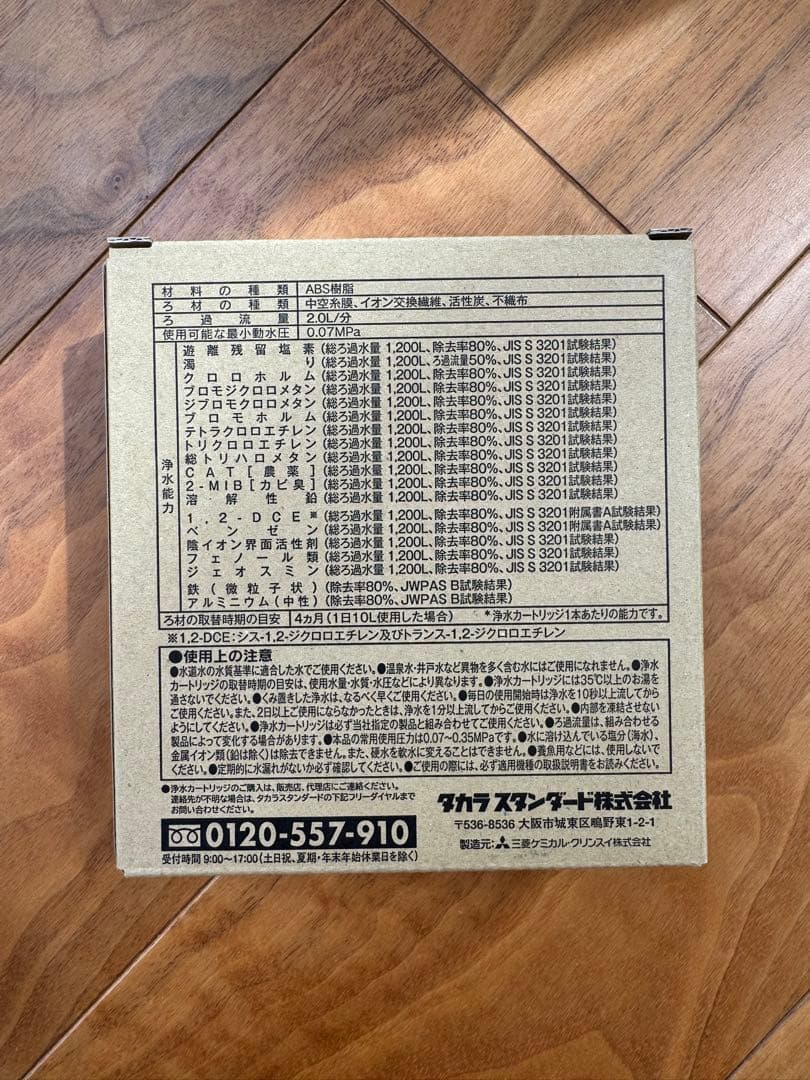 材料の種類 ABS樹脂
ろ材の種類 中空糸膜、イオン交換繊維、活性炭、不織布
ろ過流量 2.0L/分
使用可能な最小動水圧 0.07MPa
浄水能力
遊離残留塩素(総ろ過水量 1,200L、除去率80%、JIS S 3201試験結果)
濁り(総ろ過水量 1,200L、ろ過流量50%、JIS S 3201試験結果)
クロロホルム(総ろ過水量 1,200L、除去率80%、JIS S 3201試験結果)
ブロモジクロロメタン(総ろ過水量 1,200L、除去率80%、JIS S 3201試験結果)
ジブロモクロロメタン(総ろ過水量 1,200L、除去率80%、JIS S 3201試験結果)
ブロモホルム(総ろ過水量 1,200L、除去率80%、JIS S 3201試験結果)
テトラクロロエチレン(総ろ過水量 1,200L、除去率80%、JIS S 3201試験結果)
トリクロロエチレン(総ろ過水量 1,200L、除去率80%、JIS S 3201試験結果)
総トリハロメタン(総ろ過水量 1,200L、除去率80%、JIS S 3201試験結果)
CAT[農薬](総ろ過水量 1,200L、除去率80%、JIS S 3201試験結果)
2-MIB[カビ臭](総ろ過水量 1,200L、除去率80%、JIS S 3201試験結果)
溶解性鉛(総ろ過水量 1,200L、除去率80%、JIS S 3201試験結果)
1,2-DCE※(総ろ過水量 1,200L、除去率80%、JIS S 3201附属書A試験結果)
ベンゼン(総ろ過水量 1,200L、除去率80%、JIS S 3201附属書A試験結果)
陰イオン界面活性剤(総ろ過水量 1,200L、除去率80%、JIS S 3201試験結果)
フェノール類(総ろ過水量 1,200L、除去率80%、JIS S 3201試験結果)
ジェオスミン(総ろ過水量 1,200L、除去率80%、JIS S 3201試験結果)
鉄(微粒子状)(除去率80%、JWPAS B試験結果)
アルミニウム(中性)(除去率80%、JWPAS B試験結果)
ろ材の取替時期の目安 4ヵ月(1日10L使用した場合) *浄水カートリッジ1本あたりの能力です。
※1,2-DCE:シス-1,2-ジクロロエチレン及びトランス-1,2-ジクロロエチレン
●使用上の注意
●水道水の水質基準に適合した水でご使用ください。●温泉水・井戸水など異物を多く含む水にはご使用になれません。●浄水
カートリッジの取替時期の目安は、使用水量・水質・水圧などにより異なります。●浄水カートリッジには35℃以上のお湯を
通さないでください。●くみ置きした浄水は、なるべく早くご使用ください。●毎日の使用開始時は浄水を10秒以上流してから
ご使用ください。また、2日以上ご使用にならなかったときは、浄水を1分以上流してからご使用ください。●内部を凍結させない
ようにしてください。●浄水カートリッジは必ず当社指定の製品と組み合わせてご使用ください。●ろ過流量は、組み合わせる
製品によって変化する場合があります。●本品の常用使用圧力は0.07~0.35MPaです。●水に溶け込んでいる塩分(海水)、
金属イオン類(鉛は除く)は除去できません。また、硬水を軟水に変えることはできません。●養魚用などには、使用しないで
ください。●定期的に水漏れがないか必ず確認してください。●ご使用の際には、必ず適用機種の取扱説明書をお読みください。
●浄水カートリッジのご購入は、販売店、代理店にご連絡ください。
連絡先が不明な場合は、タカラスタンダードの下記フリーダイヤルまで
お問い合わせください。
0120-557-910
受付時間 9:00~17:00(土日祝、夏期・年末年始休業日を除く)
タカラスタンダード株式会社
〒536-8536 大阪市城東区鴫野東1-2-1
製造元:三菱ケミカル・クリンスイ株式会社